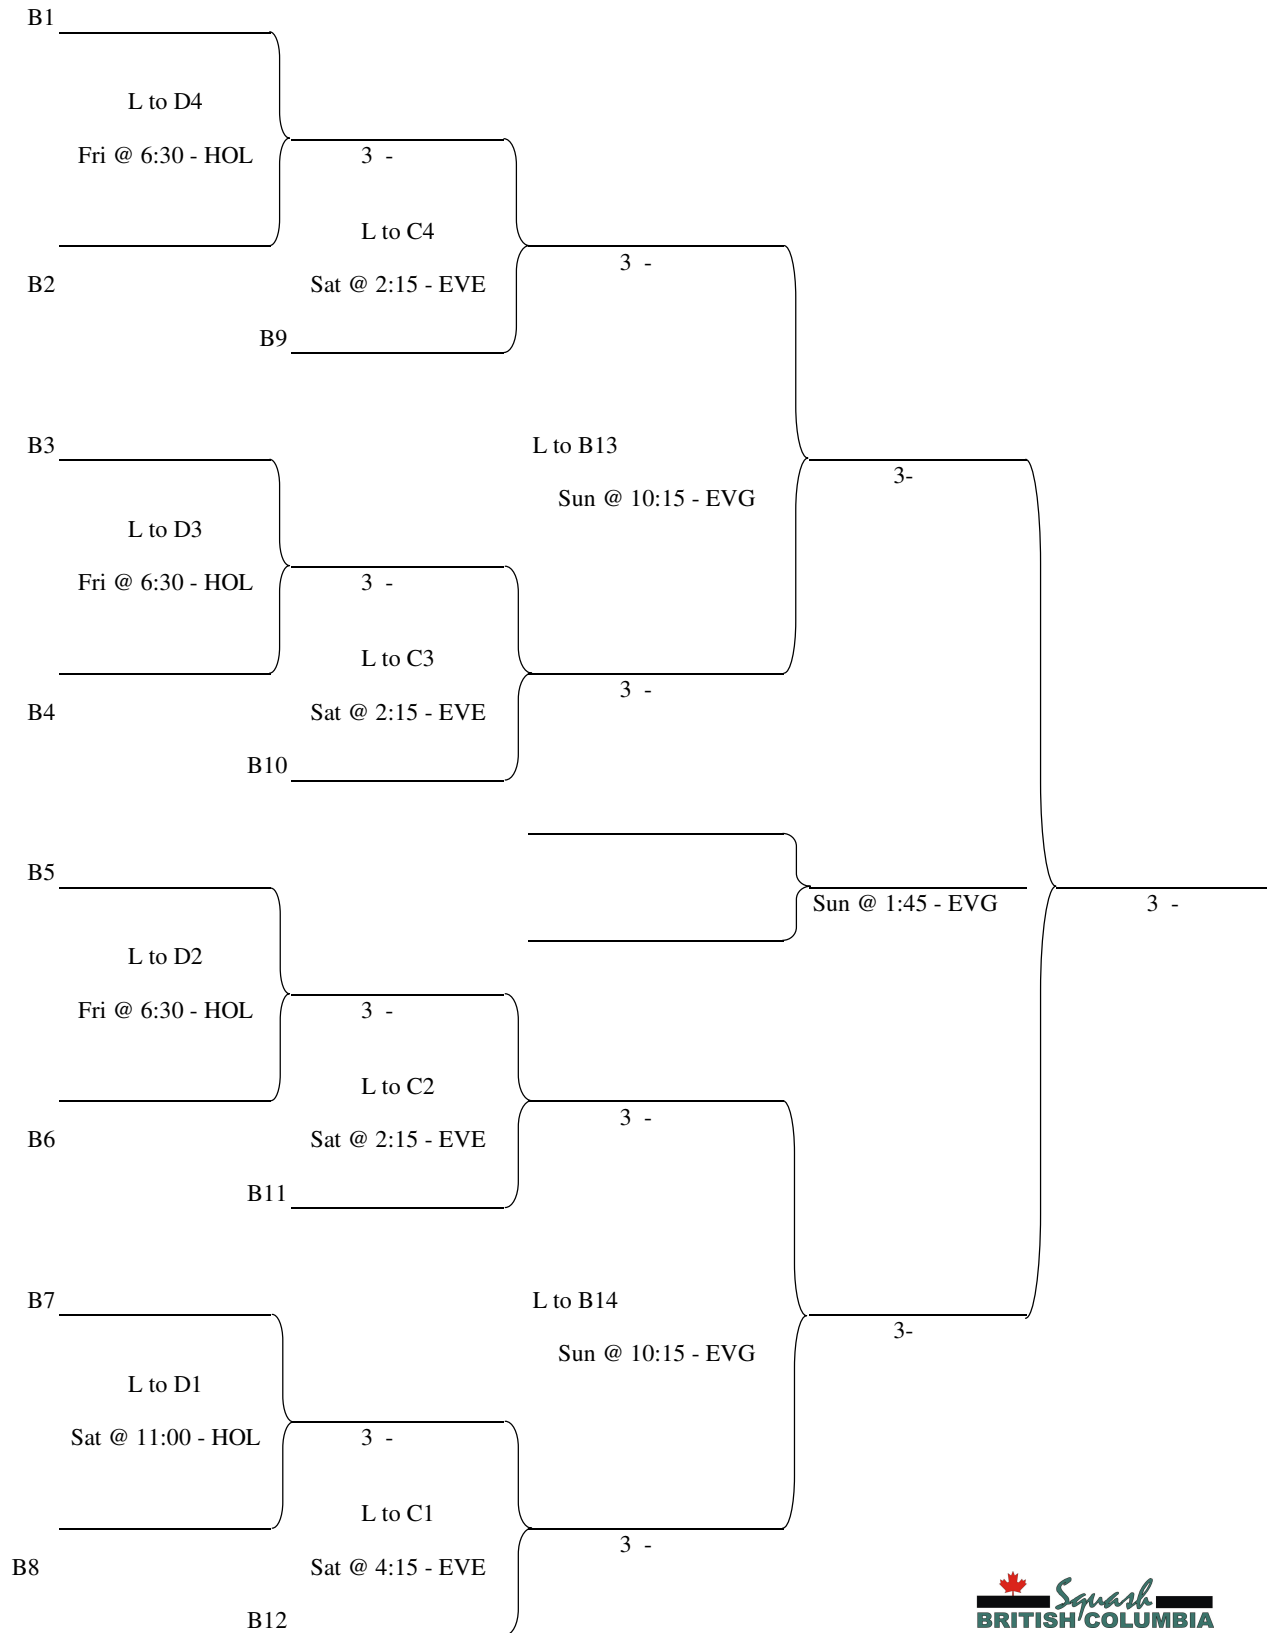 B1
L to D4
Fri @ 6:30 - HOL
3 -
L to C4
B2
Sat @ 2:15 - EVE
3 -
B9
B3
L to B13
3-
Sun @ 10:15 - EVG
L to D3
Fri @ 6:30 - HOL
3 -
L to C3
B4
Sat @ 2:15 - EVE
3 -
B10
B5
Sun @ 1:45 - EVG
3 -
L to D2
Fri @ 6:30 - HOL
3 -
L to C2
B6
Sat @ 2:15 - EVE
3 -
B11
B7
L to B14
3-
Sun @ 10:15 - EVG
L to D1
Sat @ 11:00 - HOL
3 -
L to C1
B8
Sat @ 4:15 - EVE
3 -
B12
Squash
BRITISH COLUMBIA